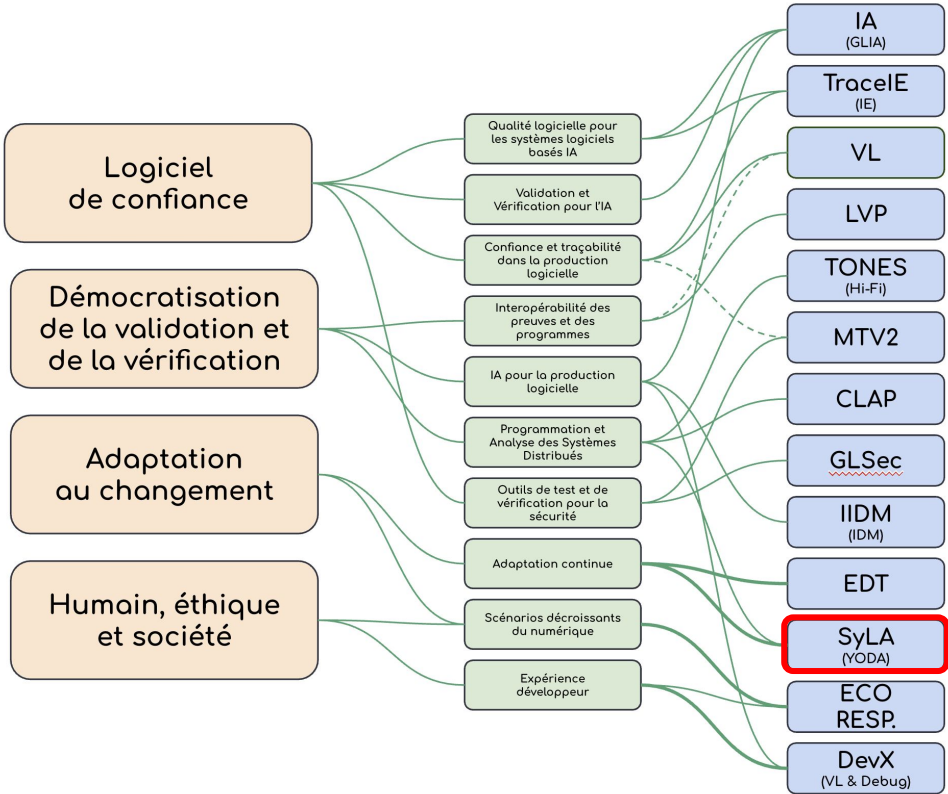 Logiciel
de confiance
Démocratisation
de la validation et
de la vérification
Adaptation
au changement
Humain, éthique
et société
Qualité logicielle pour
les systèmes logiciels
basés IA
Validation et
Vérification pour l'IA
Confiance et traçabilité
dans la production
logicielle
Interopérabilité des
preuves et des
programmes
IA pour la production
logicielle
Programmation et
Analyse des Systèmes
Distribués
Outils de test et de
vérification pour la
sécurité
Adaptation continue
Scénarios décroissants
du numérique
Expérience
développeur
IA
(GLIA)
TraceIE
(IE)
VL
LVP
TONES
(Hi-Fi)
MTV2
CLAP
GLSec
IIDM
(IDM)
EDT
SyLA
(YODA)
ECO
RESP.
DevX
(VL & Debug)